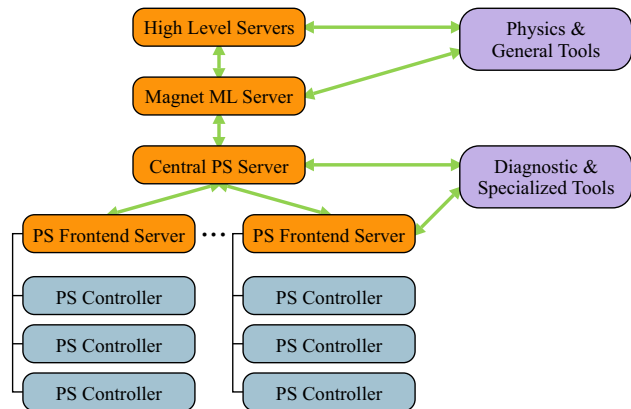 High Level Servers
Physics &
General Tools
Magnet ML Server
Central PS Server
Diagnostic &
Specialized Tools
PS Frontend Server ... PS Frontend Server
PS Controller PS Controller
PS Controller PS Controller
PS Controller PS Controller